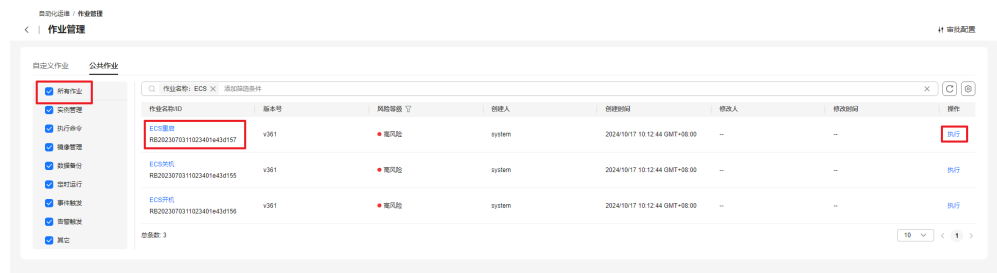 自动化运维 / 作业管理
作业管理
审批配置
自定义作业 公共作业
所有作业
实例管理
执行命令
镜像管理
数据备份
定时运行
事件触发
告警触发
其它
作业名称: ECS × 添加筛选条件
作业名称/ID 版本号 风险等级 创建人 创建时间 修改人 修改时间 操作
ECS重启
RB2023070311023401e43d157 v361 高风险 system 2024/10/17 10:12:44 GMT+08:00 -- -- 执行
ECS关机
RB2023070311023401e43d155 v361 高风险 system 2024/10/17 10:12:44 GMT+08:00 -- -- 执行
ECS开机
RB2023070311023401e43d156 v361 高风险 system 2024/10/17 10:12:44 GMT+08:00 -- -- 执行
总条数: 3
10 < 1 >